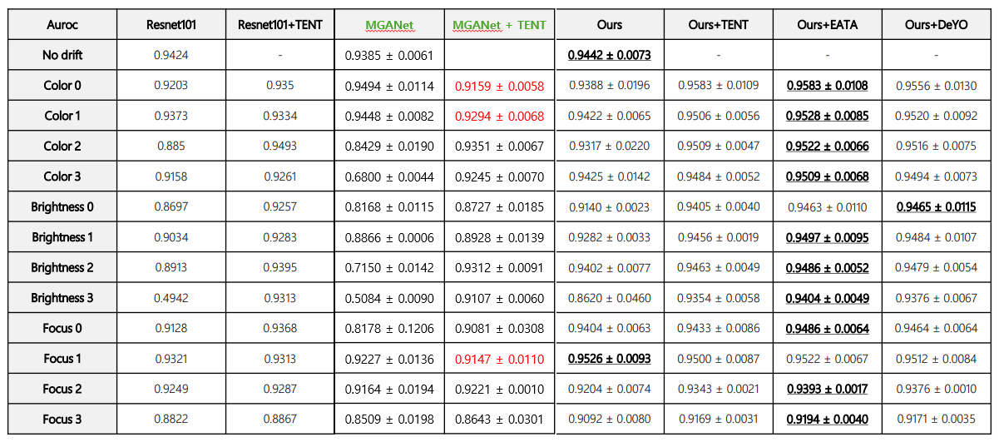 Auroc Resnet101 Resnet101+TENT MGANet MGANet + TENT Ours Ours+TENT Ours+EATA Ours+DeYO
No drift 0.9424 - 0.9385 ± 0.0061 0.9442 ± 0.0073 - - -
Color 0 0.9203 0.935 0.9494 ± 0.0114 0.9159 ± 0.0058 0.9388 ± 0.0196 0.9583 ± 0.0109 0.9583 ± 0.0108 0.9556 ± 0.0130
Color 1 0.9373 0.9334 0.9448 ± 0.0082 0.9294 ± 0.0068 0.9422 ± 0.0065 0.9506 ± 0.0056 0.9528 ± 0.0085 0.9520 ± 0.0092
Color 2 0.885 0.9493 0.8429 ± 0.0190 0.9351 ± 0.0067 0.9317 ± 0.0220 0.9509 ± 0.0047 0.9522 ± 0.0066 0.9516 ± 0.0075
Color 3 0.9158 0.9261 0.6800 ± 0.0044 0.9245 ± 0.0070 0.9425 ± 0.0142 0.9484 ± 0.0052 0.9509 ± 0.0068 0.9494 ± 0.0073
Brightness 0 0.8697 0.9257 0.8168 ± 0.0115 0.8727 ± 0.0185 0.9140 ± 0.0023 0.9405 ± 0.0040 0.9463 ± 0.0110 0.9465 ± 0.0115
Brightness 1 0.9034 0.9283 0.8866 ± 0.0006 0.8928 ± 0.0139 0.9282 ± 0.0033 0.9456 ± 0.0019 0.9497 ± 0.0095 0.9484 ± 0.0107
Brightness 2 0.8913 0.9395 0.7150 ± 0.0142 0.9312 ± 0.0091 0.9402 ± 0.0077 0.9463 ± 0.0049 0.9486 ± 0.0052 0.9479 ± 0.0054
Brightness 3 0.4942 0.9313 0.5084 ± 0.0090 0.9107 ± 0.0060 0.8620 ± 0.0460 0.9354 ± 0.0058 0.9404 ± 0.0049 0.9376 ± 0.0067
Focus 0 0.9128 0.9368 0.8178 ± 0.1206 0.9081 ± 0.0308 0.9404 ± 0.0063 0.9433 ± 0.0086 0.9486 ± 0.0064 0.9464 ± 0.0064
Focus 1 0.9321 0.9313 0.9227 ± 0.0136 0.9147 ± 0.0110 0.9526 ± 0.0093 0.9500 ± 0.0087 0.9522 ± 0.0067 0.9512 ± 0.0084
Focus 2 0.9249 0.9287 0.9164 ± 0.0194 0.9221 ± 0.0010 0.9204 ± 0.0074 0.9343 ± 0.0021 0.9393 ± 0.0017 0.9376 ± 0.0010
Focus 3 0.8822 0.8867 0.8509 ± 0.0198 0.8643 ± 0.0301 0.9092 ± 0.0080 0.9169 ± 0.0031 0.9194 ± 0.0040 0.9171 ± 0.0035